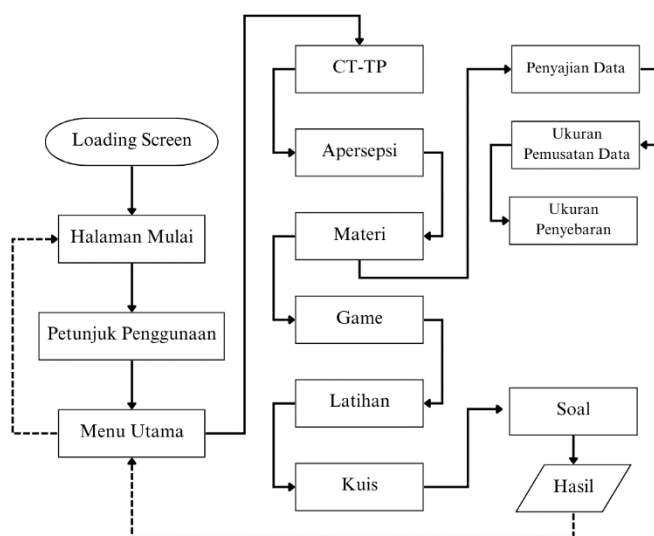 Loading Screen
Halaman Mulai
Petunjuk Penggunaan
Menu Utama
CT-TP
Apersepsi
Materi
Game
Latihan
Kuis
Penyajian Data
Ukuran
Pemusatan Data
Ukuran
Penyebaran
Soal
Hasil